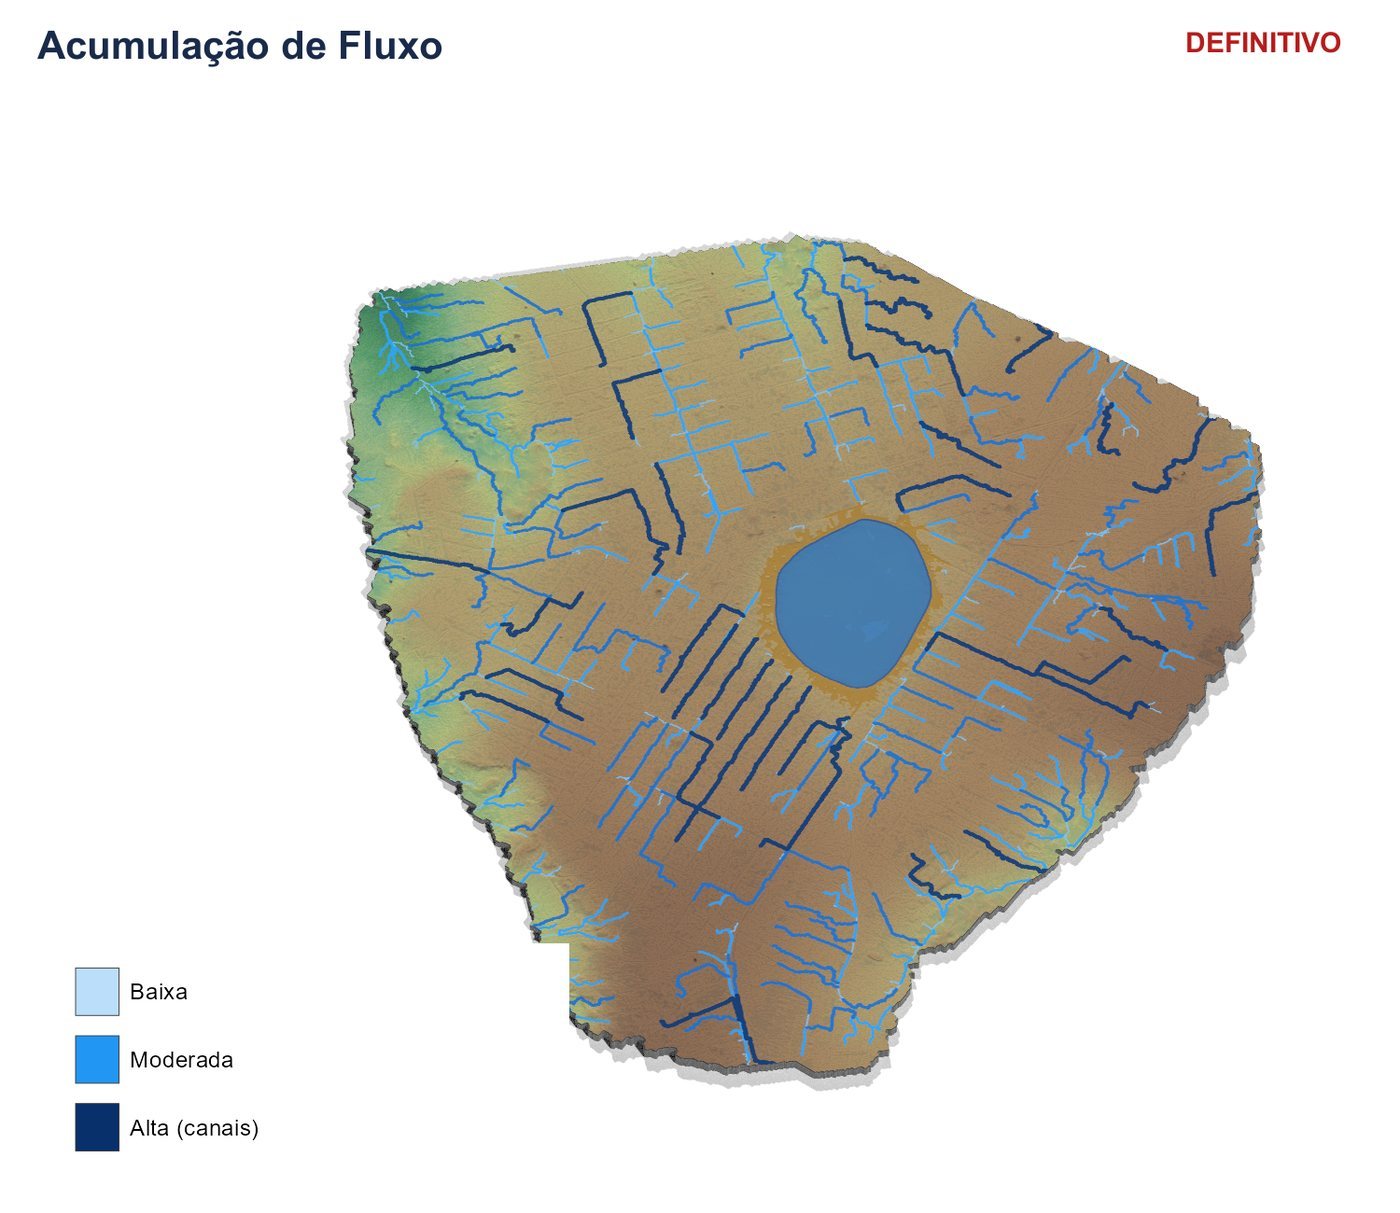 Acumulação de Fluxo
DEFINITIVO
Baixa
Moderada
Alta (canais)